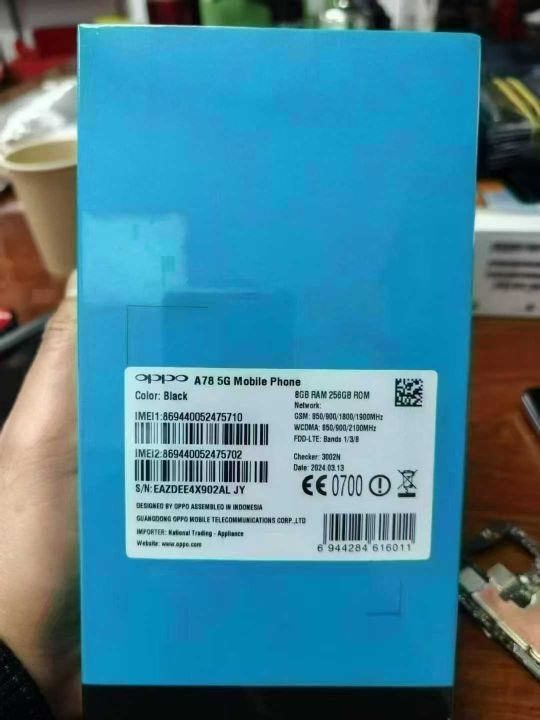 oppo A78 5G Mobile Phone
Color: Black
8GB RAM 256GB ROM
Network:
GSM: 850/900/1800/1900MHz
WCDMA: 850/900/2100MHz
FDD-LTE: Bands 1/3/8
IMEI1:869440052475710
IMEI2:869440052475702
Checker: 3002N
Date: 2024.03.13
S/N:EAZDEE4X902AL JY
CE 0700
DESIGNED BY OPPO ASSEMBLED IN INDONESIA
GUANGDONG OPPO MOBILE TELECOMMUNICATIONS CORP .,LTD
IMPORTER: National Trading - Appliance
Website: www.oppo.com
6 944284 616011